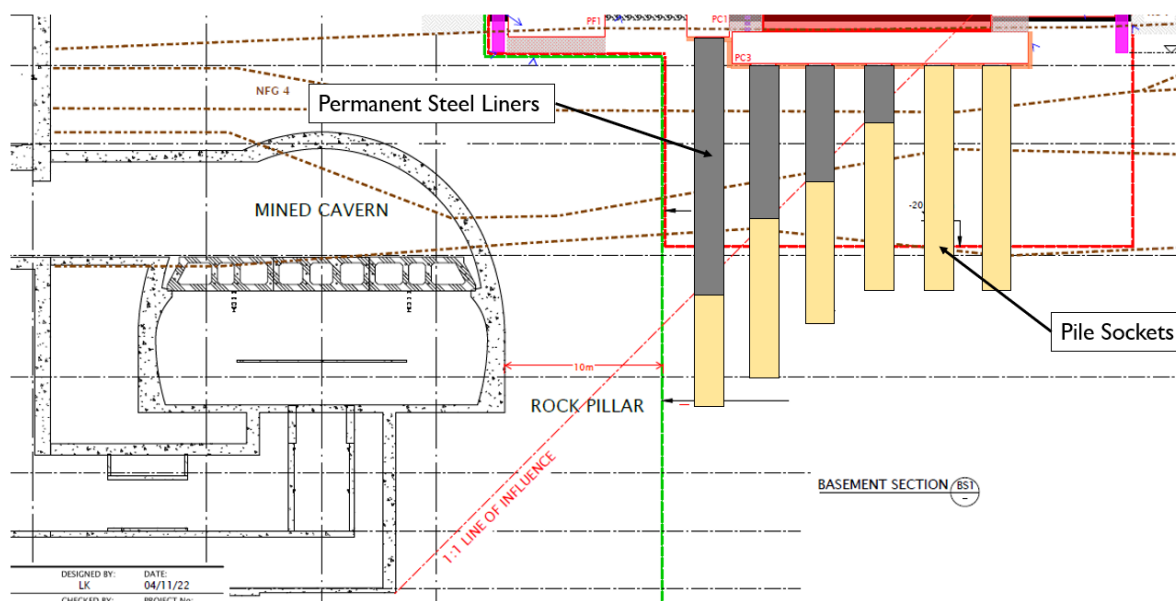 PF1
PC1
PC3
NFG 4
Permanent Steel Liners
MINED CAVERN
-20
Pile Sockets
10m
ROCK PILLAR
1:1 LINE OF INFLUENCE
BASEMENT SECTION
BS1
-
DESIGNED BY:
DATE:
LK
04/11/22
CHECKED BY:
PROJECT No: